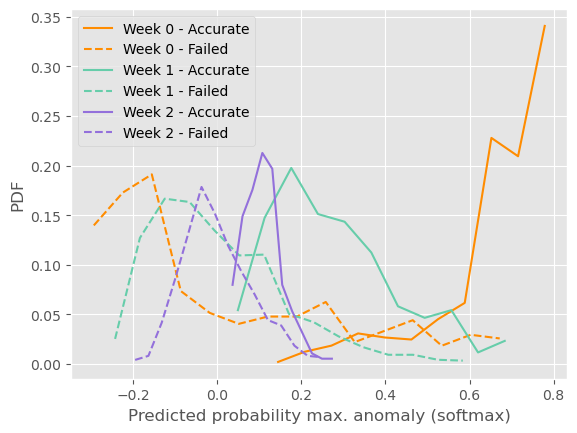 0.35
0.30
0.25
0.20
0.15
0.10
0.05
0.00
PDF
Week 0 - Accurate
Week 0 - Failed
Week 1 - Accurate
Week 1 - Failed
Week 2 - Accurate
Week 2 - Failed
−0.2 0.0 0.2 0.4 0.6 0.8
Predicted probability max. anomaly (softmax)